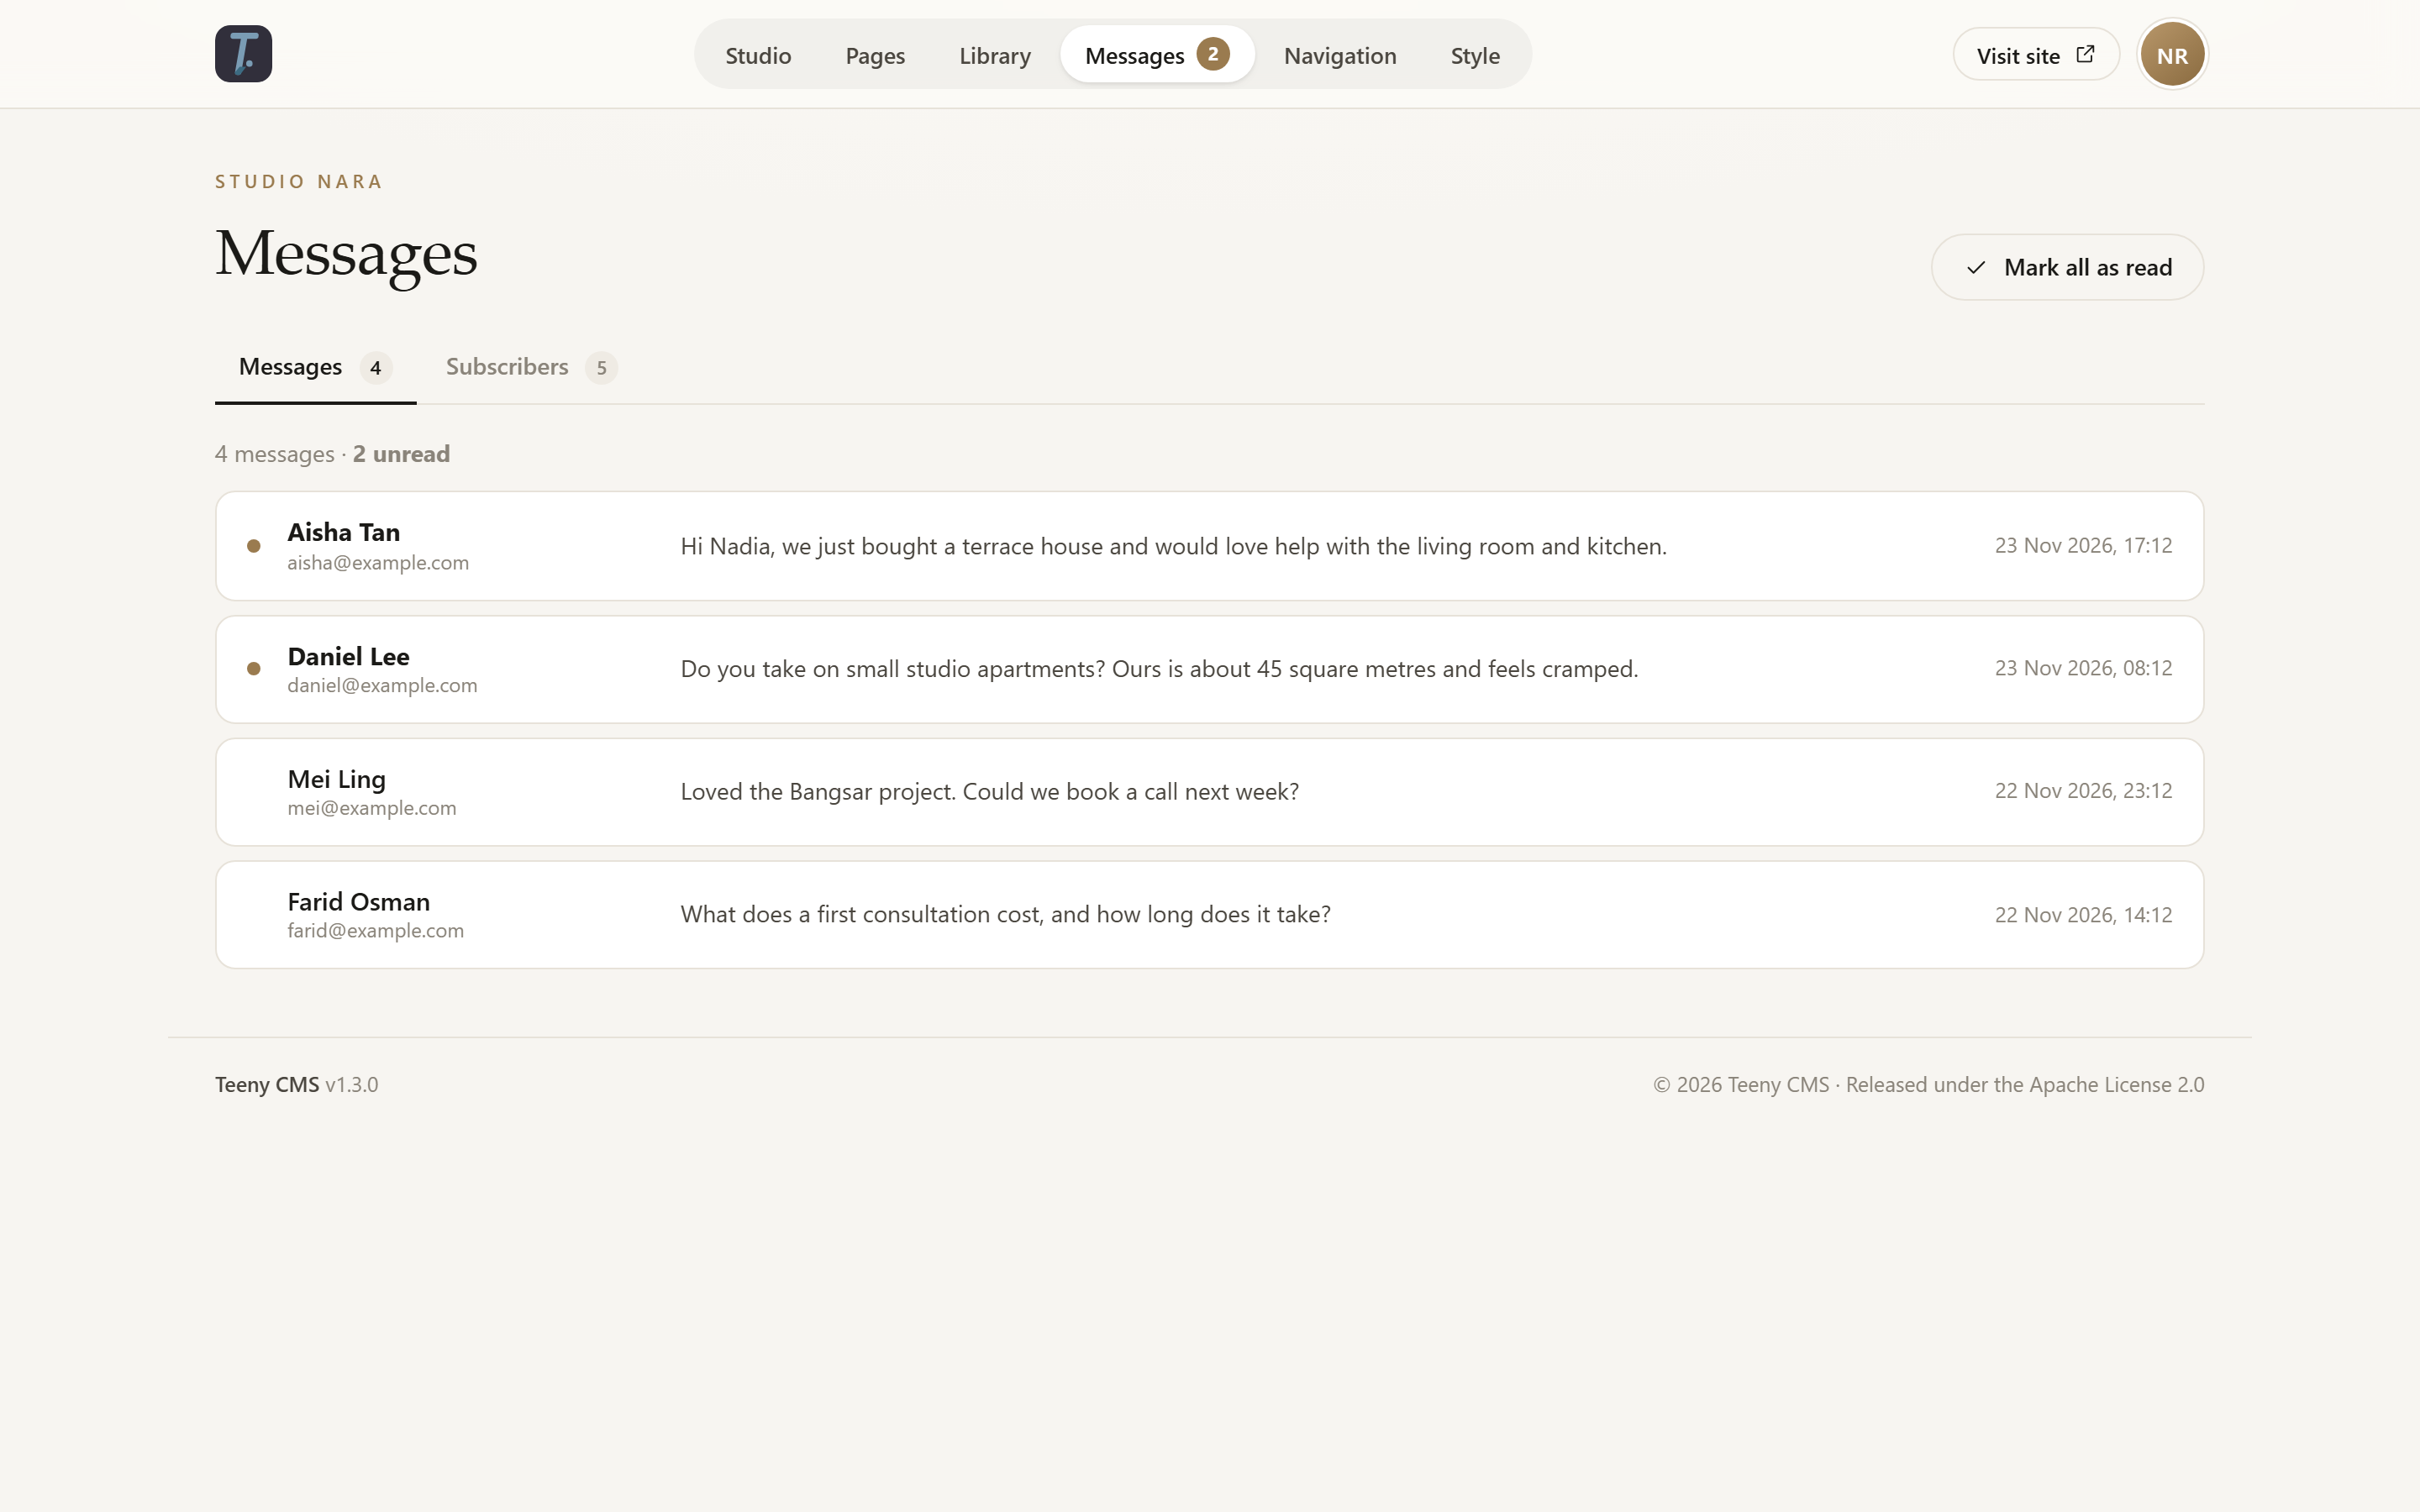 T.
Studio
Pages
Library
Messages 2
Navigation
Style
Visit site
NR
STUDIO NARA
Messages
Mark all as read
Messages 4
Subscribers 5
4 messages · 2 unread
Aisha Tan
aisha@example.com
Hi Nadia, we just bought a terrace house and would love help with the living room and kitchen.
23 Nov 2026, 17:12
Daniel Lee
daniel@example.com
Do you take on small studio apartments? Ours is about 45 square metres and feels cramped.
23 Nov 2026, 08:12
Mei Ling
mei@example.com
Loved the Bangsar project. Could we book a call next week?
22 Nov 2026, 23:12
Farid Osman
farid@example.com
What does a first consultation cost, and how long does it take?
22 Nov 2026, 14:12
Teeny CMS v1.3.0
© 2026 Teeny CMS · Released under the Apache License 2.0